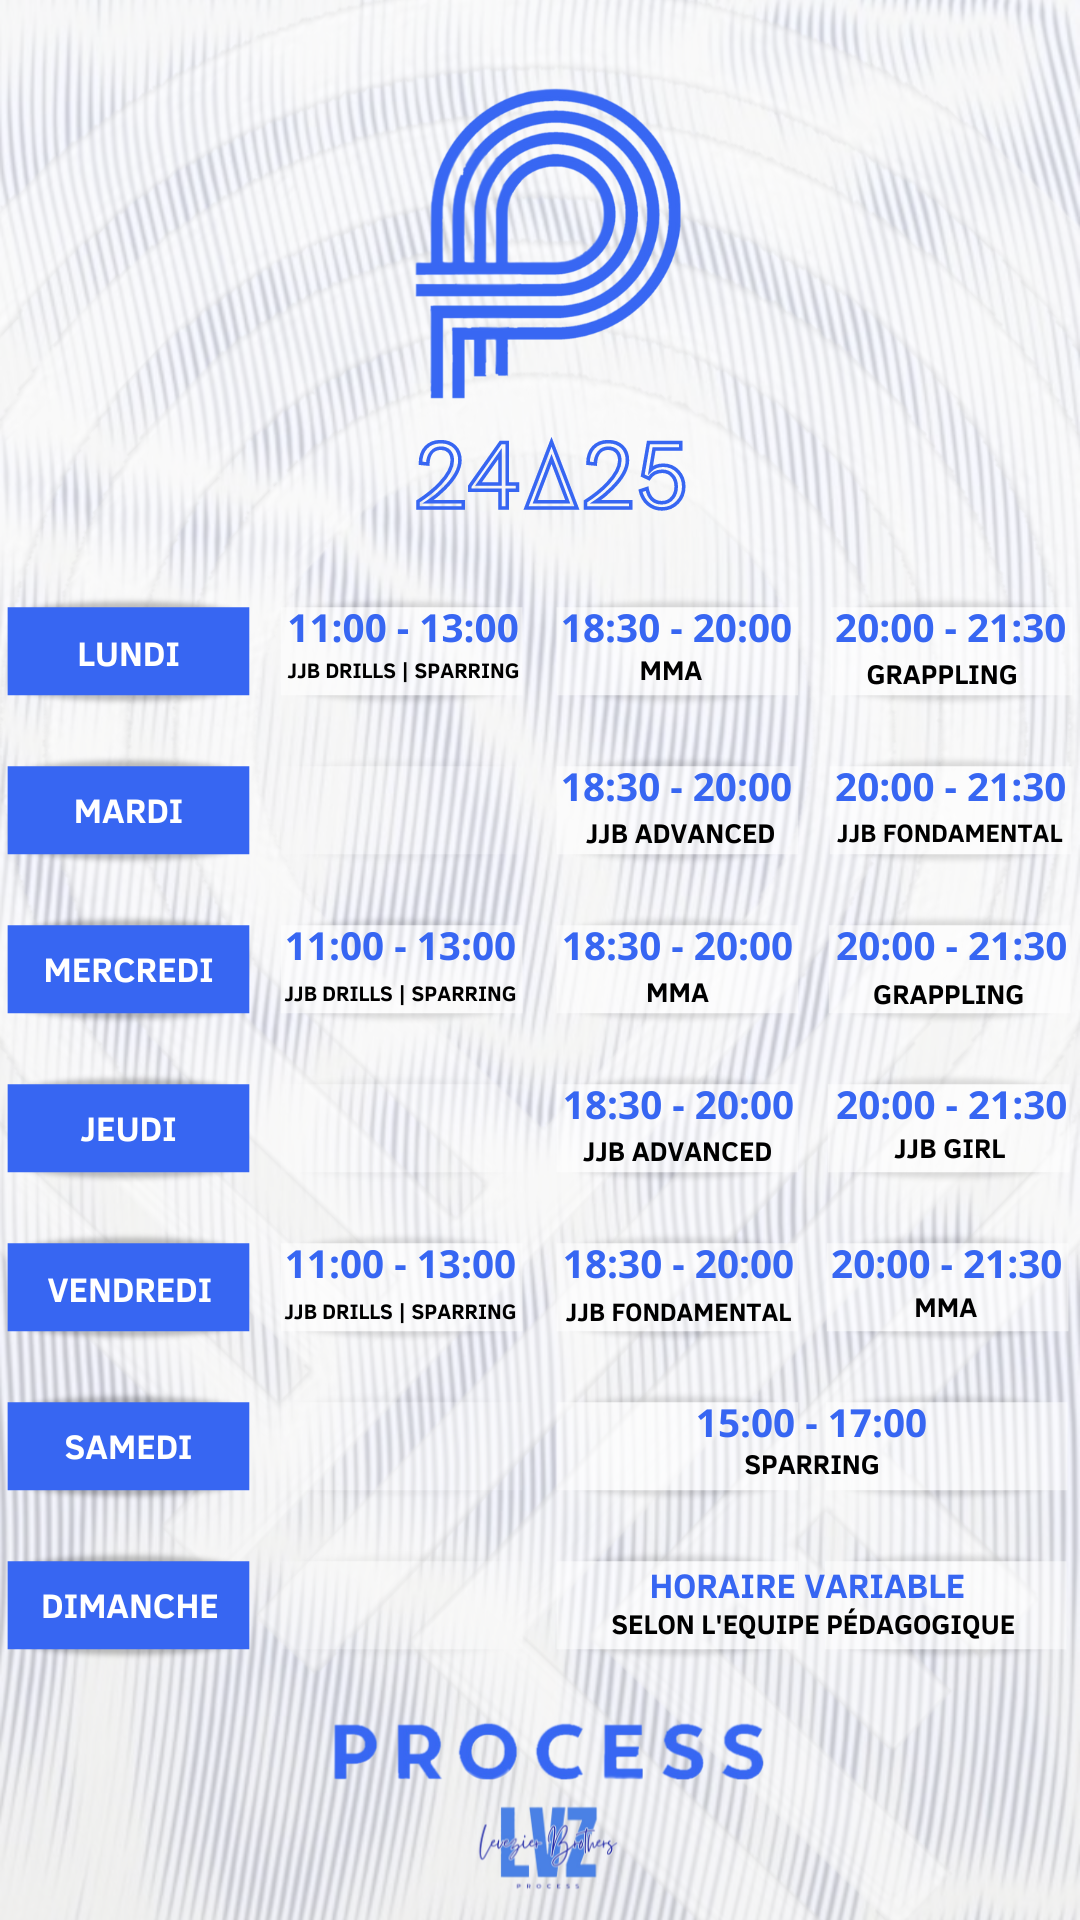 24∆25
LUNDI
11:00 - 13:00
JJB DRILLS | SPARRING
18:30 - 20:00
MMA
20:00 - 21:30
GRAPPLING
MARDI
18:30 - 20:00
JJB ADVANCED
20:00 - 21:30
JJB FONDAMENTAL
MERCREDI
11:00 - 13:00
JJB DRILLS | SPARRING
18:30 - 20:00
MMA
20:00 - 21:30
GRAPPLING
JEUDI
18:30 - 20:00
JJB ADVANCED
20:00 - 21:30
JJB GIRL
VENDREDI
11:00 - 13:00
JJB DRILLS | SPARRING
18:30 - 20:00
JJB FONDAMENTAL
20:00 - 21:30
MMA
SAMEDI
15:00 - 17:00
SPARRING
DIMANCHE
HORAIRE VARIABLE
SELON L'EQUIPE PÉDAGOGIQUE
PROCESS
LVZ
Levezier Brothers
PROCESS